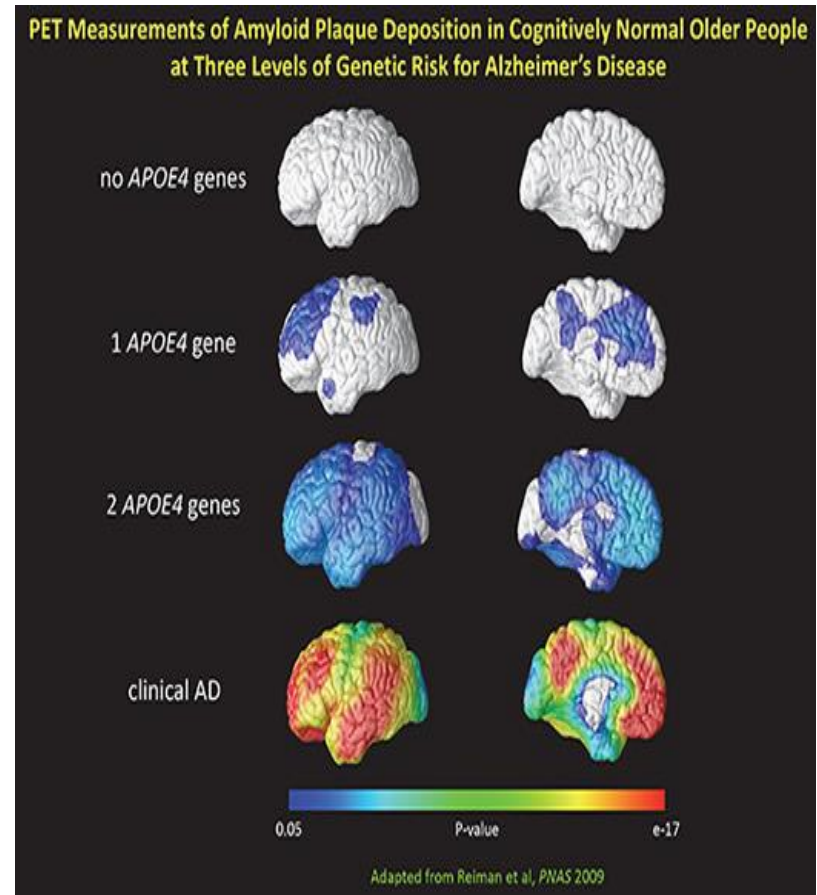 PET Measurements of Amyloid Plaque Deposition in Cognitively Normal Older People
at Three Levels of Genetic Risk for Alzheimer's Disease
no APOE4 genes
1 APOE4 gene
2 APOE4 genes
clinical AD
0.05 P-value e-17
Adapted from Reiman et al, PNAS 2009